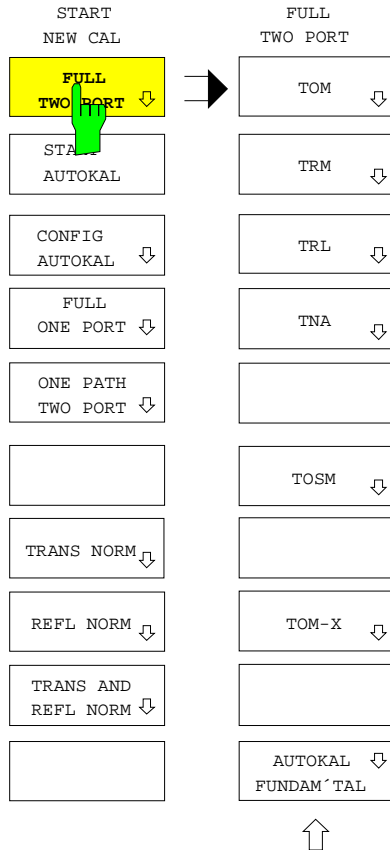 START
NEW CAL
FULL
TWO PORT
START
AUTOKAL
CONFIG
AUTOKAL
FULL
ONE PORT
ONE PATH
TWO PORT
TRANS NORM
REFL NORM
TRANS AND
REFL NORM
FULL
TWO PORT
TOM
TRM
TRL
TNA
TOSM
TOM-X
AUTOKAL
FUNDAM´TAL